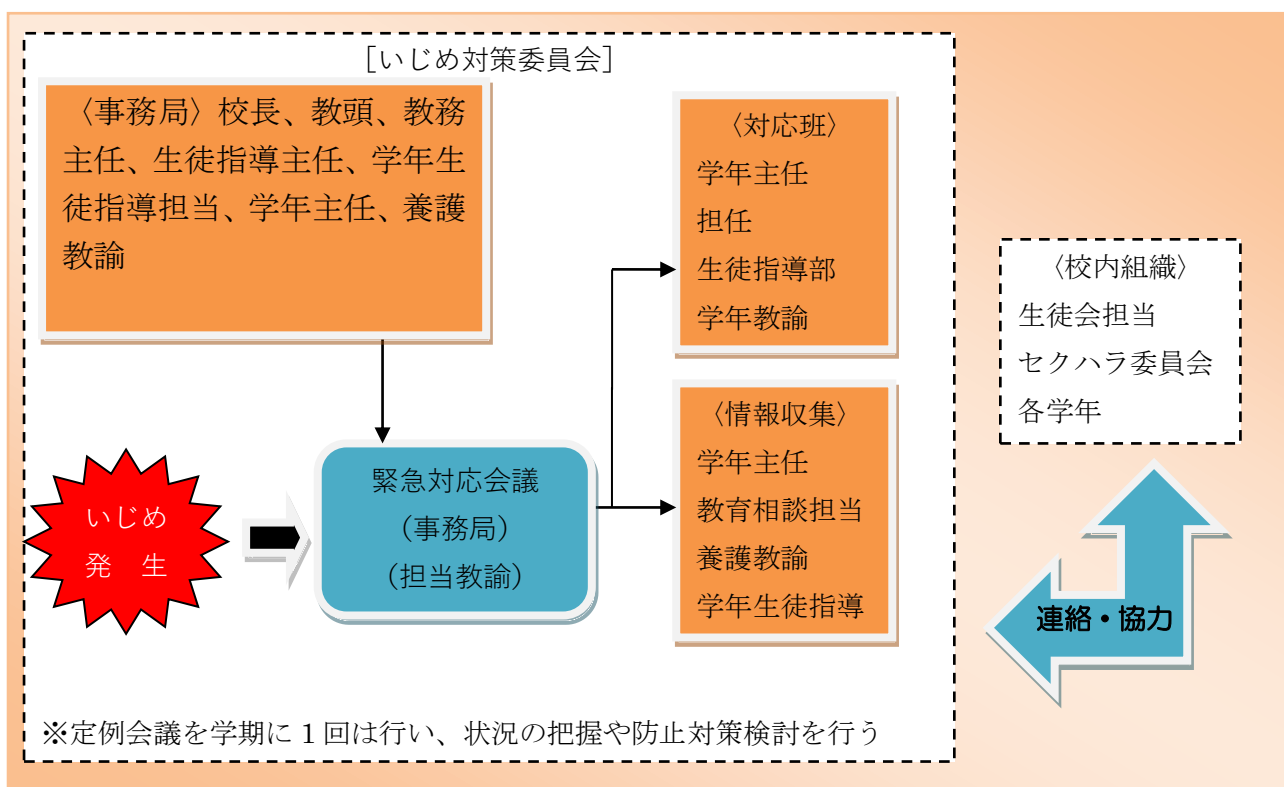 ［いじめ対策委員会］
〈事務局〉校長、教頭、教務
主任、生徒指導主任、学年生
徒指導担当、学年主任、養護
教諭
〈対応班〉
学年主任
担任
生徒指導部
学年教諭
〈情報収集〉
学年主任
教育相談担当
養護教諭
学年生徒指導
いじめ
発　生
緊急対応会議
（事務局）
（担当教諭）
※定例会議を学期に１回は行い、状況の把握や防止対策検討を行う
〈校内組織〉
生徒会担当
セクハラ委員会
各学年
連絡・協力